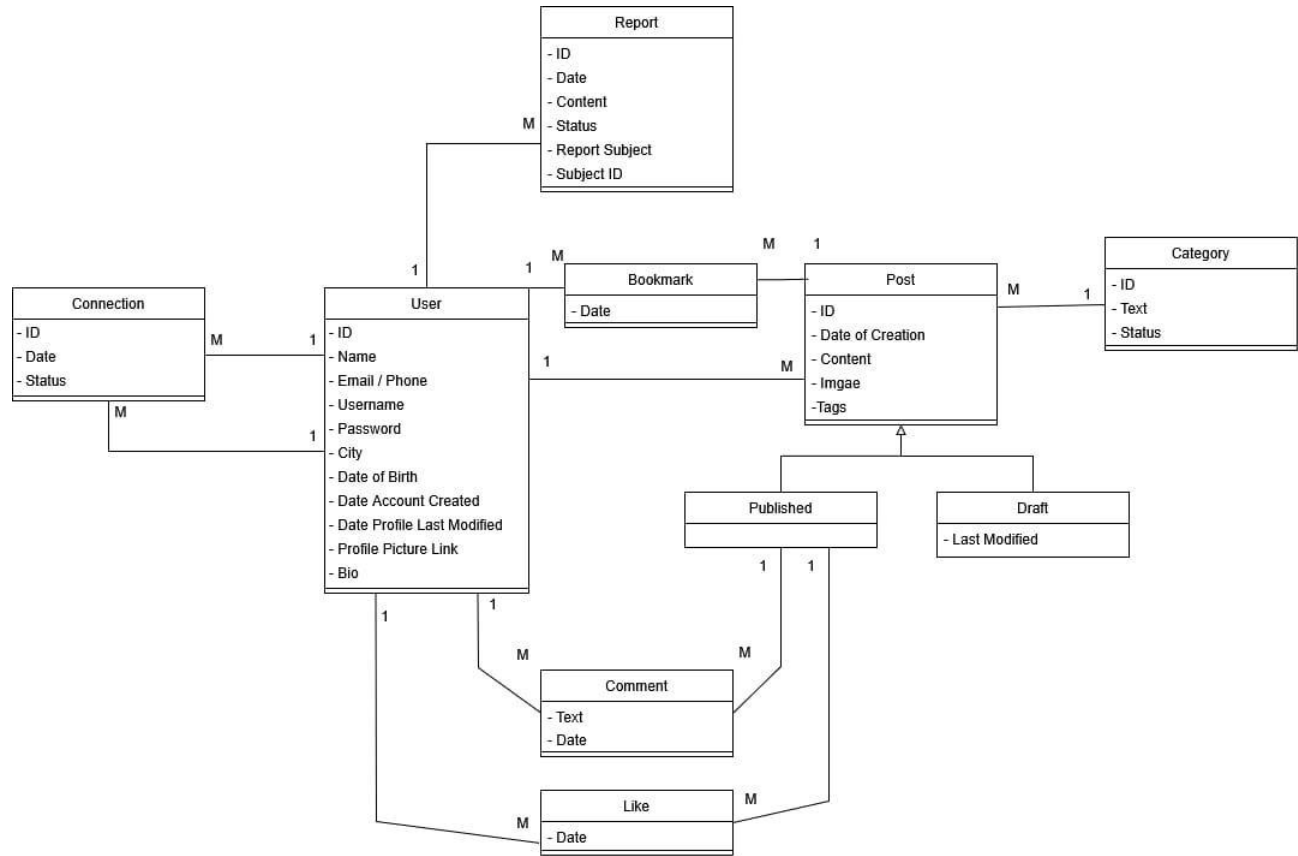 Report
- ID
- Date
- Content
- Status
- Report Subject
- Subject ID
M
1
Connection
- ID
- Date
- Status
M
1
M
1
User
- ID
- Name
- Email / Phone
- Username
- Password
- City
- Date of Birth
- Date Account Created
- Date Profile Last Modified
- Profile Picture Link
- Bio
1
M
Bookmark
- Date
M
1
1
M
Post
- ID
- Date of Creation
- Content
- Imgae
-Tags
M
1
Category
- ID
- Text
- Status
Published
Draft
- Last Modified
1
1
1
1
M
M
Comment
- Text
- Date
M
M
Like
- Date